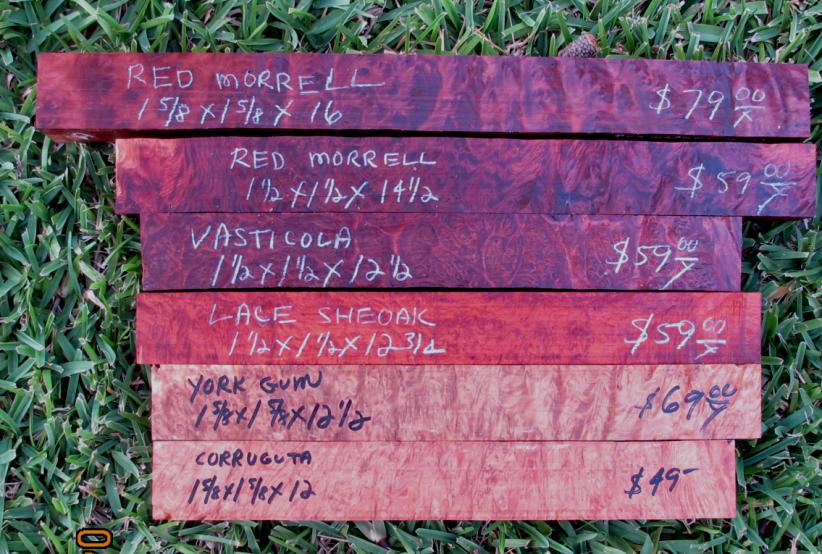 RED MORRELL
1 5/8 X 1 5/8 X 16
$79.00
RED MORRELL
1 1/2 X 1 1/2 X 14 1/2
$59.00
VASTICOLA
1 1/2 X 1 1/2 X 12 1/2
$59.00
LACE SHEOAK
1 1/2 X 1 1/2 X 12 3/4
$59.00
YORK GUM
1 5/8 X 1 5/8 X 12 1/2
$69.00
CORRUGUTA
1 5/8 X 1 5/8 X 12
$49-